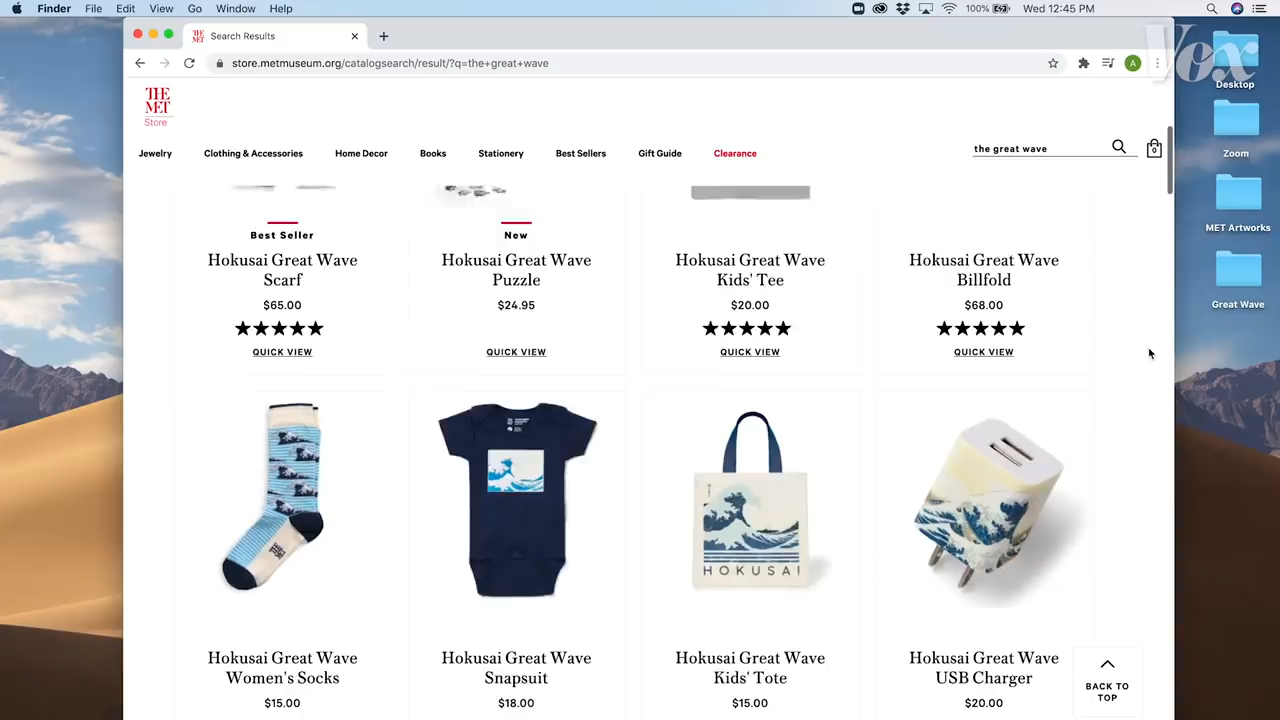 Finder File Edit View Go Window Help 100% Wed 12:45 PM
Search Results
Vox
store.metmuseum.org/catalogsearch/result/?q=the+great+wave
A
Desktop
THE
MET
Store
Jewelry Clothing & Accessories Home Decor Books Stationery Best Sellers Gift Guide Clearance
the great wave
0
Zoom
MET Artworks
Great Wave
Best Seller
Hokusai Great Wave
Scarf
$65.00
QUICK VIEW
New
Hokusai Great Wave
Puzzle
$24.95
QUICK VIEW
Hokusai Great Wave
Kids' Tee
$20.00
QUICK VIEW
Hokusai Great Wave
Billfold
$68.00
QUICK VIEW
HOKUSAI
Hokusai Great Wave
Women's Socks
$15.00
Hokusai Great Wave
Snapsuit
$18.00
Hokusai Great Wave
Kids' Tote
$15.00
Hokusai Great Wave
USB Charger
$20.00
BACK TO
TOP